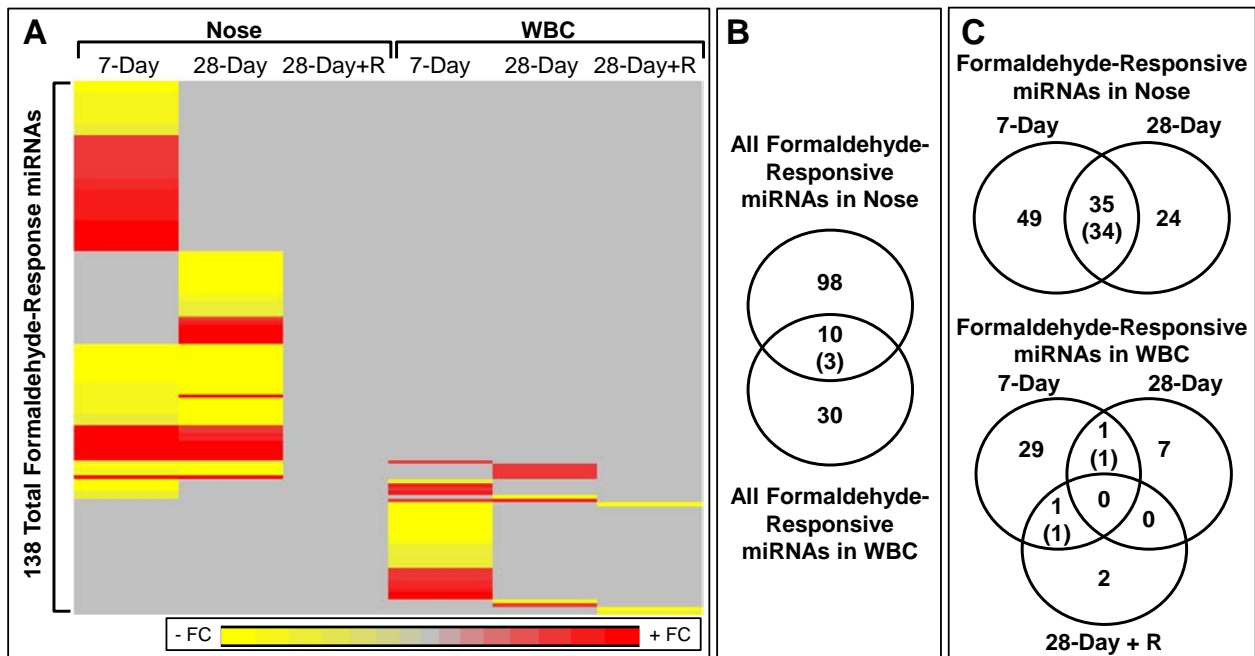 A
Nose
WBC
7-Day 28-Day 28-Day+R 7-Day 28-Day 28-Day+R
138 Total Formaldehyde-Response miRNAs
- FC
+ FC
B
All Formaldehyde-
Responsive
miRNAs in Nose
98
10
(3)
30
All Formaldehyde-
Responsive
miRNAs in WBC
C
Formaldehyde-Responsive
miRNAs in Nose
7-Day 28-Day
49 35 24
(34)
Formaldehyde-Responsive
miRNAs in WBC
7-Day 28-Day
29 1 7
(1)
1 0 0
(1)
2
28-Day + R